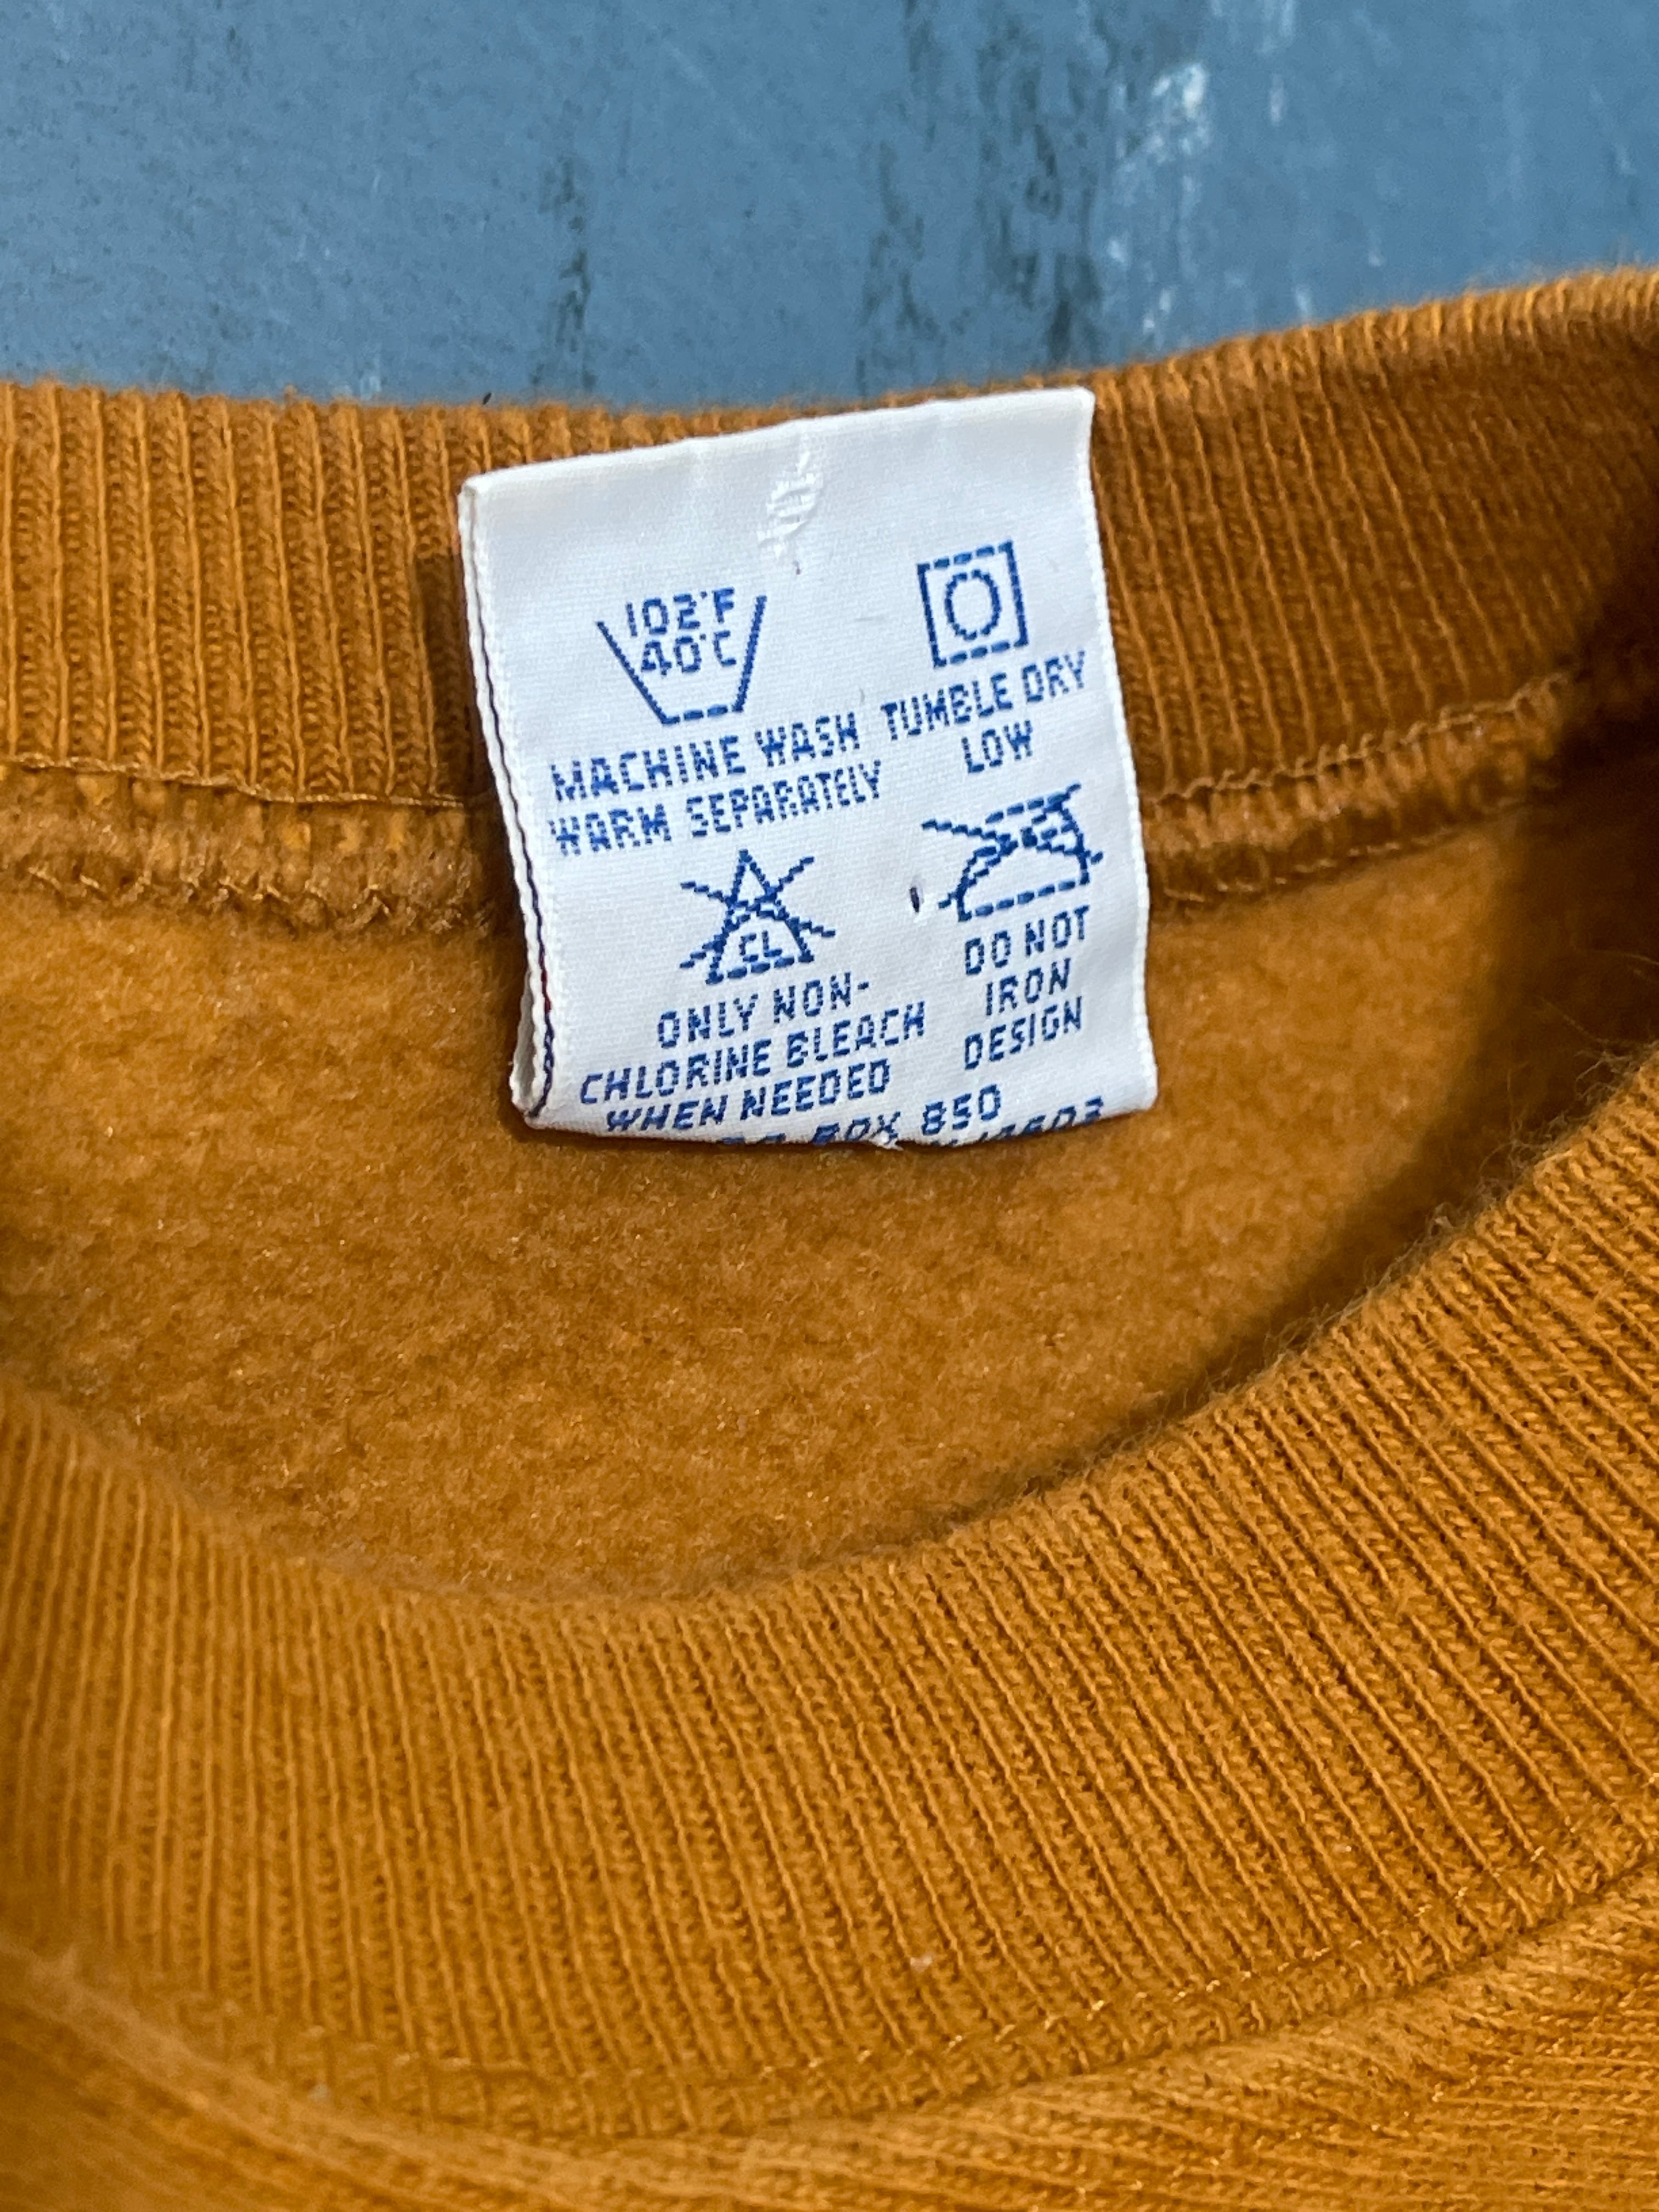 102°F
40°C
MACHINE WASH
WARM SEPARATELY
TUMBLE DRY
LOW
CL
ONLY NON-
CHLORINE BLEACH
WHEN NEEDED
DO NOT
IRON
DESIGN
BOX 850